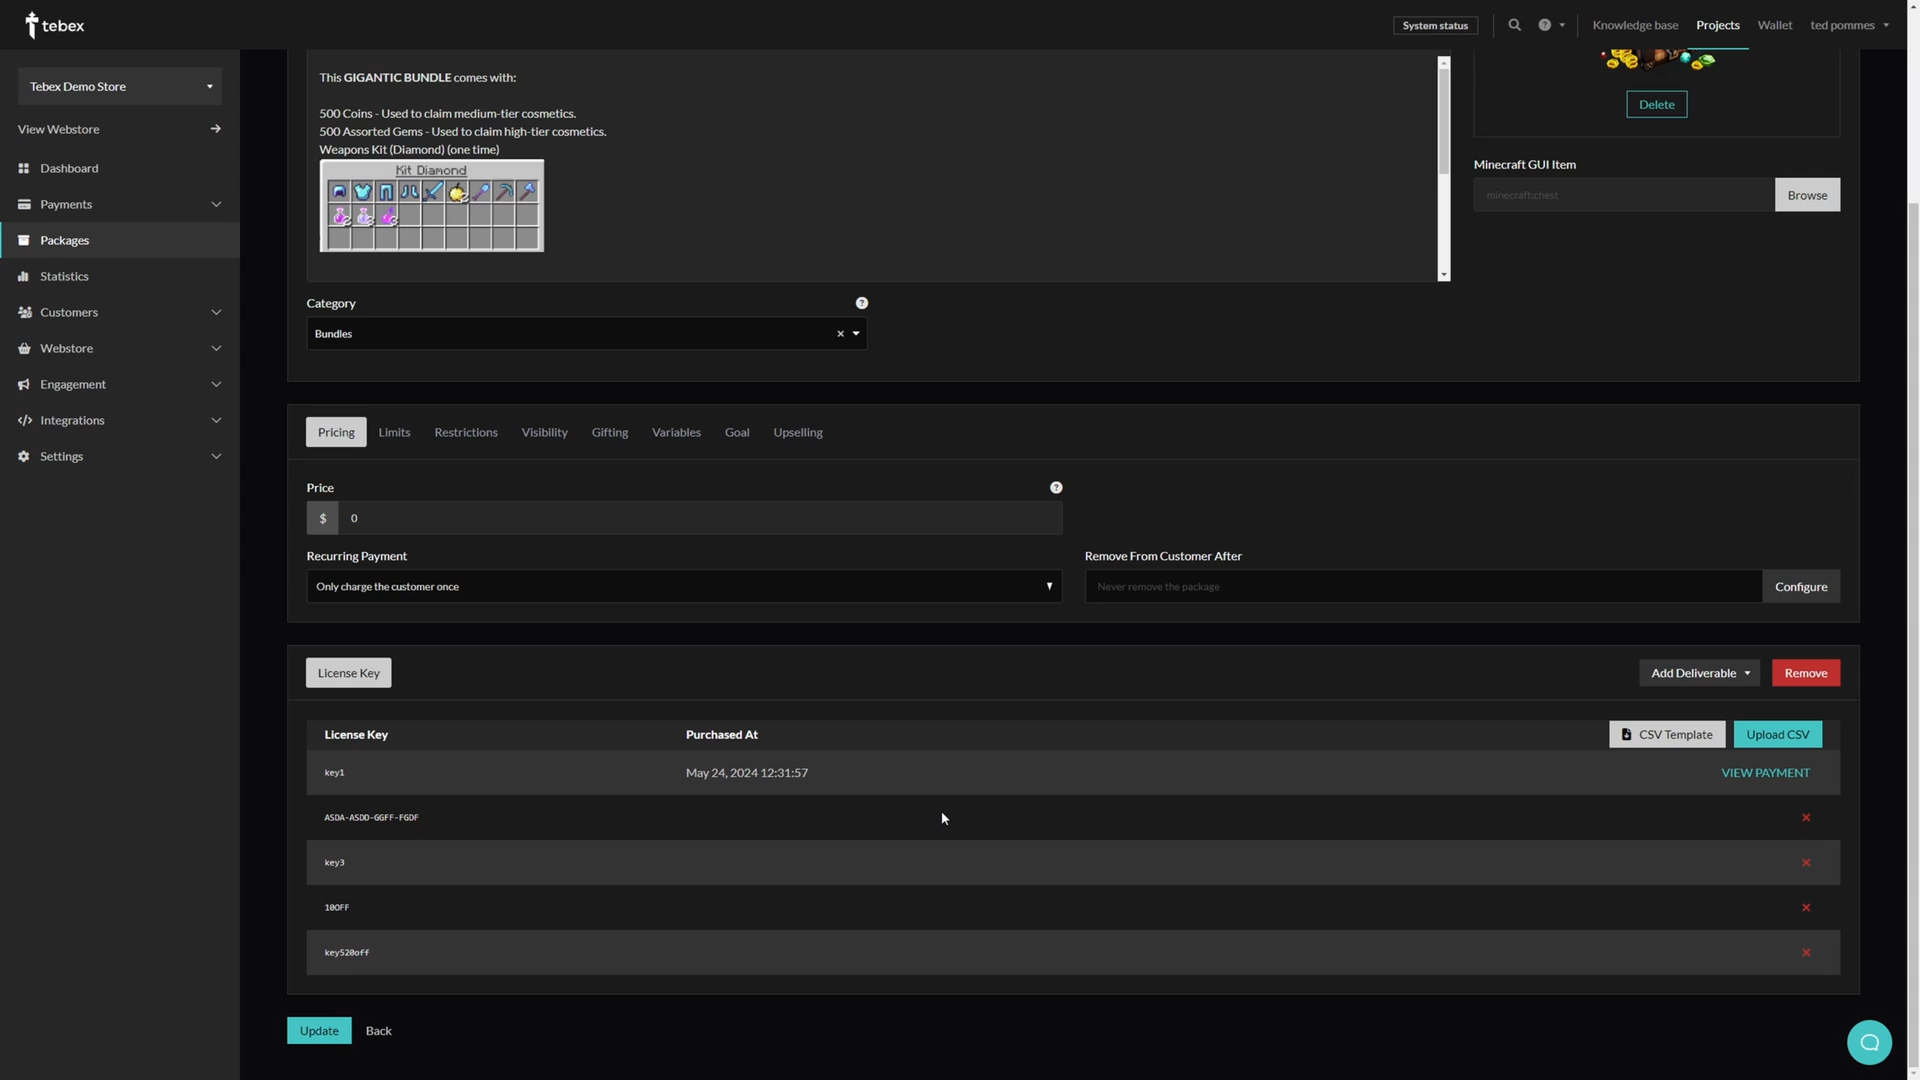 tebex
System status
Knowledge base
Projects
Wallet
ted pommes
Tebex Demo Store
View Webstore
Dashboard
Payments
Packages
Statistics
Customers
Webstore
Engagement
Integrations
Settings
This GIGANTIC BUNDLE comes with:
500 Coins - Used to claim medium-tier cosmetics.
500 Assorted Gems - Used to claim high-tier cosmetics.
Weapons Kit (Diamond) (one time)
Kit Diamond
Delete
Minecraft GUI Item
minecraft:chest
Browse
Category
Bundles
Pricing
Limits
Restrictions
Visibility
Gifting
Variables
Goal
Upselling
Price
$ 0
Recurring Payment
Only charge the customer once
Remove From Customer After
Never remove the package
Configure
License Key
Add Deliverable
Remove
License Key
Purchased At
CSV Template
Upload CSV
key1
May 24, 2024 12:31:57
VIEW PAYMENT
ASDA-ASDD-GGFF-FGDF
key3
10OFF
key520off
Update
Back